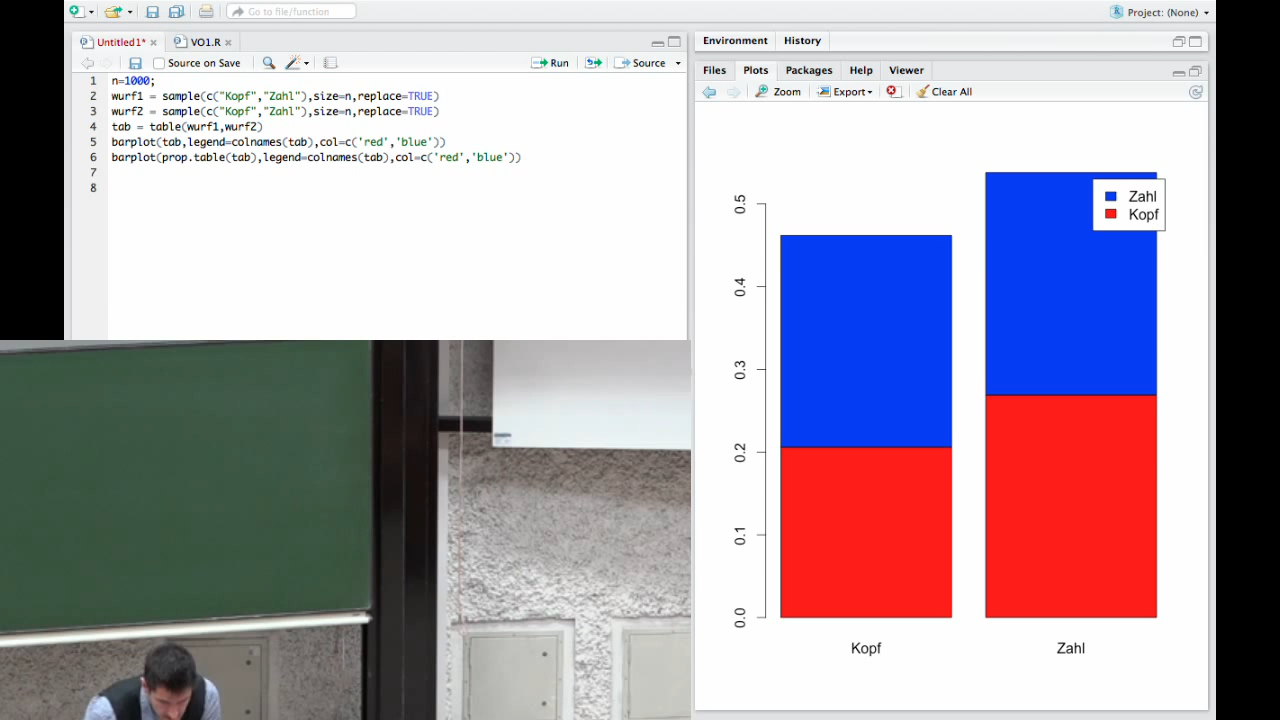 Go to file/function
Project: (None)
Untitled1*
VO1.R
Source on Save
Run
Source
1 n=1000;
2 wurf1 = sample(c("Kopf","Zahl"),size=n,replace=TRUE)
3 wurf2 = sample(c("Kopf","Zahl"),size=n,replace=TRUE)
4 tab = table(wurf1,wurf2)
5 barplot(tab,legend=colnames(tab),col=c('red','blue'))
6 barplot(prop.table(tab),legend=colnames(tab),col=c('red','blue'))
7
8
Environment History
Files Plots Packages Help Viewer
Zoom Export Clear All
Zahl
Kopf
0.5
0.4
0.3
0.2
0.1
0.0
Kopf Zahl